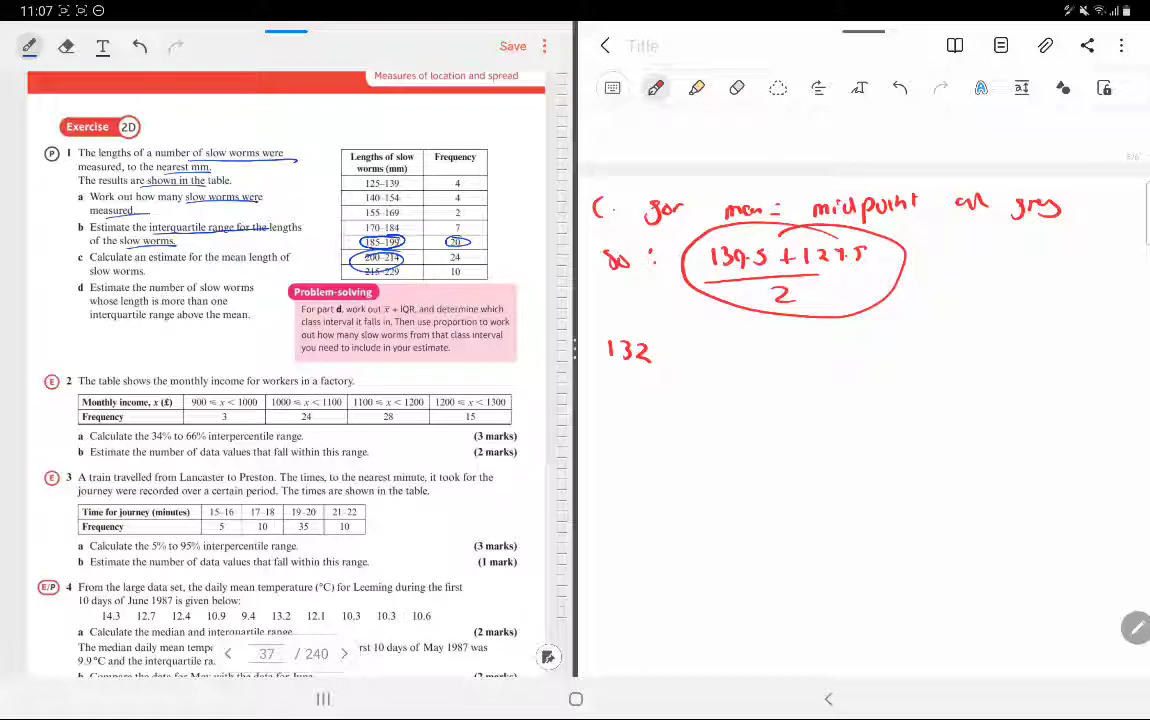 11:07
Save
Title
Measures of location and spread
Exercise 2D
P 1 The lengths of a number of slow worms were
measured, to the nearest mm.
The results are shown in the table.
a Work out how many slow worms were
measured.
b Estimate the interquartile range for the lengths
of the slow worms.
c Calculate an estimate for the mean length of
slow worms.
d Estimate the number of slow worms
whose length is more than one
interquartile range above the mean.
Lengths of slow worms (mm) Frequency
125–139 4
140–154 4
155–169 2
170–184 7
185–199 20
200–214 24
215–229 10
Problem-solving
For part d, work out x̄ + IQR, and determine which
class interval it falls in. Then use proportion to work
out how many slow worms from that class interval
you need to include in your estimate.
E 2 The table shows the monthly income for workers in a factory.
Monthly income, x (£) 900 ≤ x < 1000 1000 ≤ x < 1100 1100 ≤ x < 1200 1200 ≤ x < 1300
Frequency 3 24 28 15
a Calculate the 34% to 66% interpercentile range. (3 marks)
b Estimate the number of data values that fall within this range. (2 marks)
E 3 A train travelled from Lancaster to Preston. The times, to the nearest minute, it took for the
journey were recorded over a certain period. The times are shown in the table.
Time for journey (minutes) 15–16 17–18 19–20 21–22
Frequency 5 10 35 10
a Calculate the 5% to 95% interpercentile range. (3 marks)
b Estimate the number of data values that fall within this range. (1 mark)
E/P 4 From the large data set, the daily mean temperature (°C) for Leeming during the first
10 days of June 1987 is given below:
14.3 12.7 12.4 10.9 9.4 13.2 12.1 10.3 10.3 10.6
a Calculate the median and interquartile range (2 marks)
The median daily mean
rst 10 days of May 1987 was
9.9 °C and the interquartile
37 / 240
C. for mean = midpoint
so :
2
132